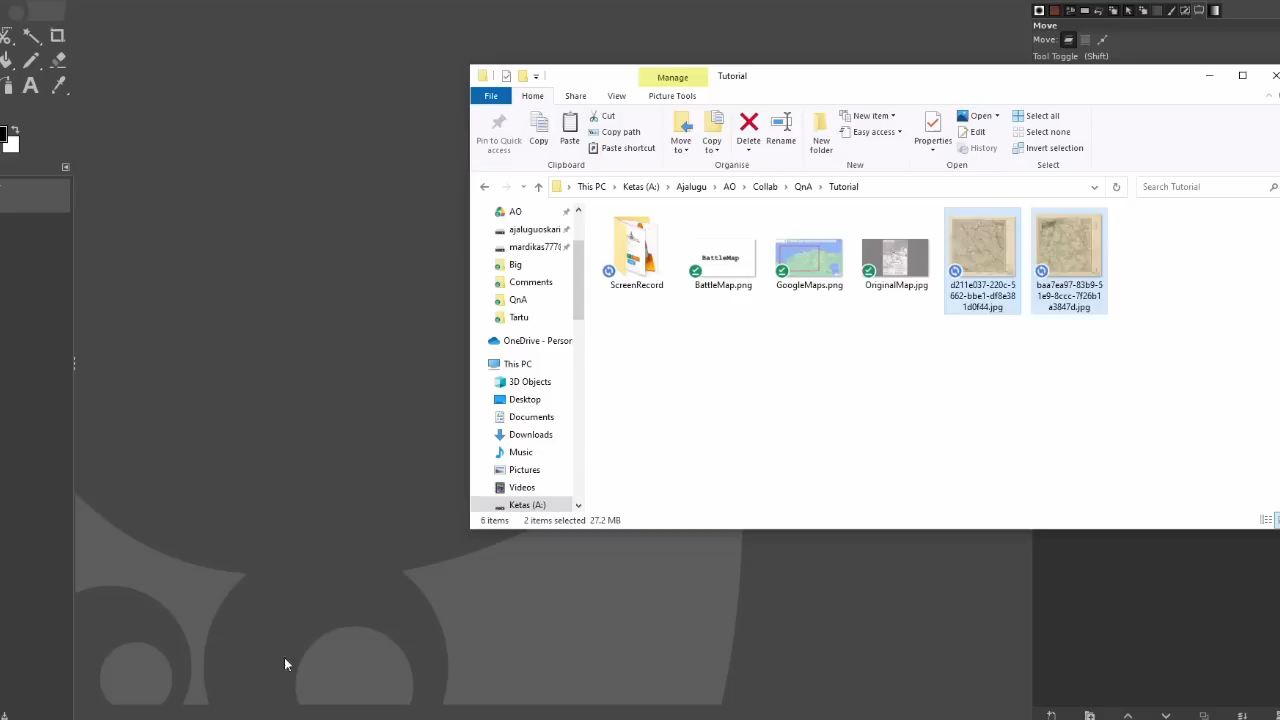 Move
Move:
Tool Toggle (Shift)
Manage
Tutorial
File
Home
Share
View
Picture Tools
Pin to Quick
access
Copy
Paste
Cut
Copy path
Paste shortcut
Clipboard
Move
to
Copy
to
Delete
Rename
Organise
New
folder
New item
Easy access
New
Properties
Open
Edit
History
Open
Select all
Select none
Invert selection
Select
This PC
Ketas (A:)
Ajalugu
AO
Collab
QnA
Tutorial
Search Tutorial
AO
ajaluguoskari
Big
Comments
QnA
Tartu
OneDrive - Person
This PC
3D Objects
Desktop
Documents
Downloads
Music
Pictures
Videos
Ketas (A:)
BattleMap
ScreenRecord
BattleMap.png
GoogleMaps.png
OriginalMap.jpg
d211e037-220c-5
662-bbe1-df8e38
1d0f44.jpg
baa7ea97-83b9-5
1e9-8ccc-7f26b1
a3847d.jpg
6 items
2 items selected
27.2 MB